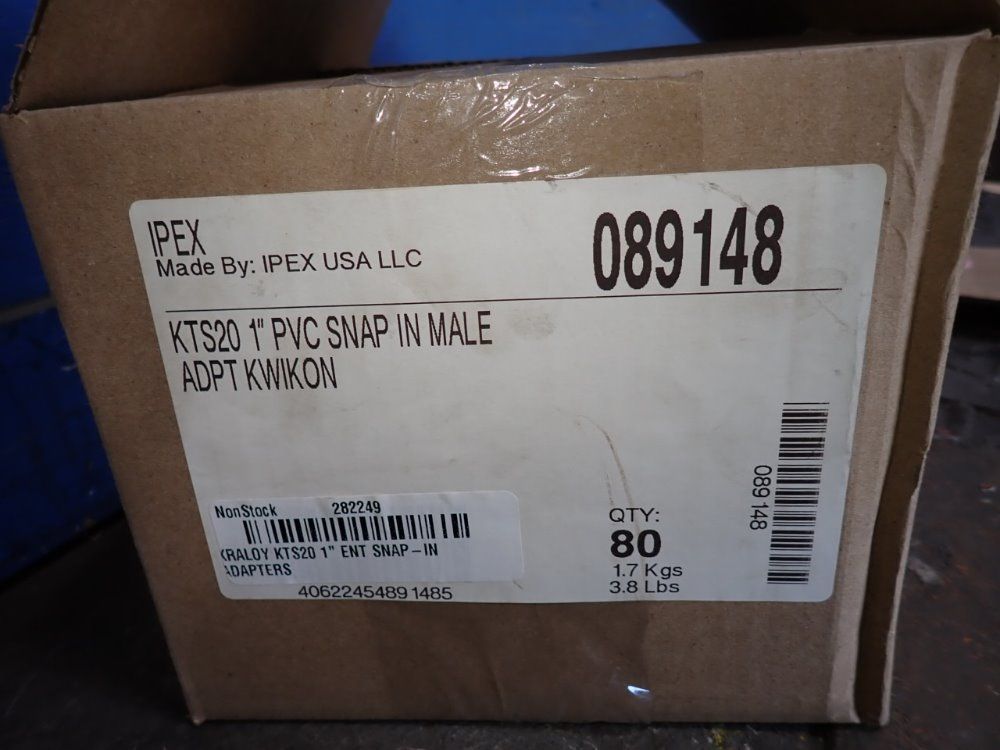 IPEX
Made By: IPEX USA LLC
089148
KTS20 1" PVC SNAP IN MALE
ADPT KWIKON
NonStock 282249
KRALOY KTS20 1" ENT SNAP-IN
ADAPTERS
40622454891485
QTY:
80
1.7 Kgs
3.8 Lbs
089148